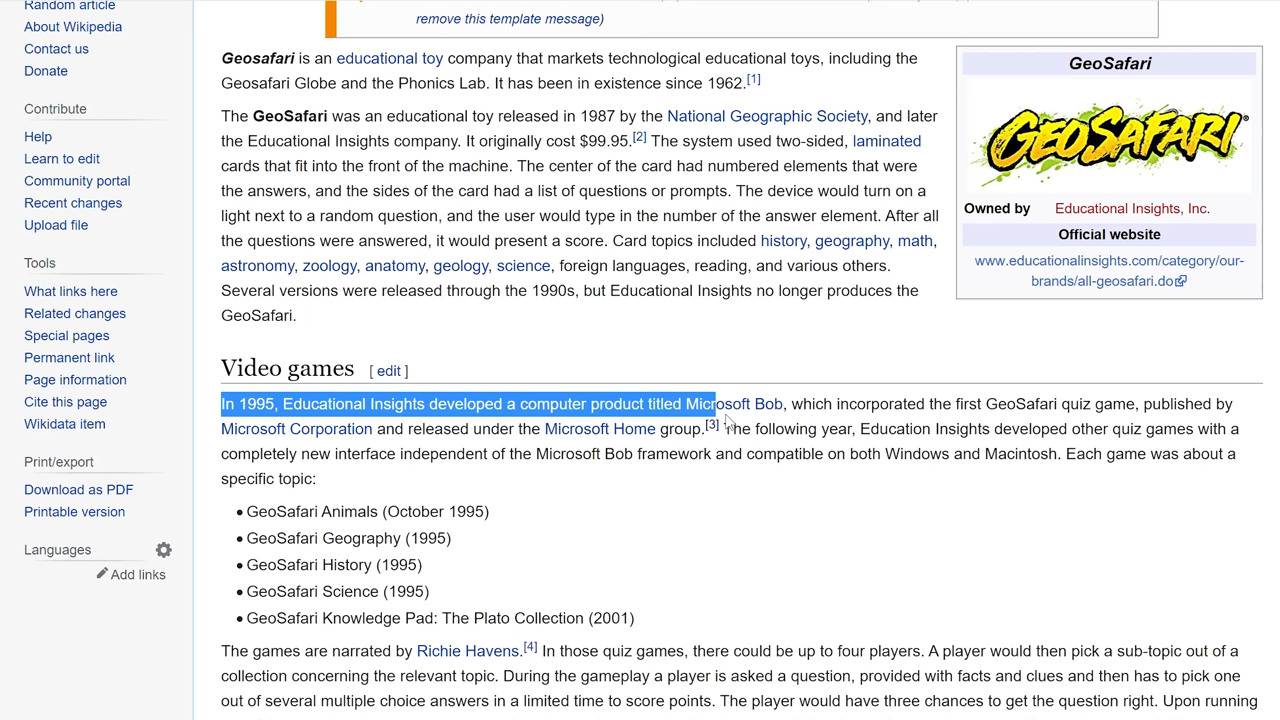 Random article
About Wikipedia
Contact us
Donate
Contribute
Help
Learn to edit
Community portal
Recent changes
Upload file
Tools
What links here
Related changes
Special pages
Permanent link
Page information
Cite this page
Wikidata item
Print/export
Download as PDF
Printable version
Languages
Add links
remove this template message)
Geosafari is an educational toy company that markets technological educational toys, including the
Geosafari Globe and the Phonics Lab. It has been in existence since 1962.[1]
The GeoSafari was an educational toy released in 1987 by the National Geographic Society, and later
the Educational Insights company. It originally cost $99.95.[2] The system used two-sided, laminated
cards that fit into the front of the machine. The center of the card had numbered elements that were
the answers, and the sides of the card had a list of questions or prompts. The device would turn on a
light next to a random question, and the user would type in the number of the answer element. After all
the questions were answered, it would present a score. Card topics included history, geography, math,
astronomy, zoology, anatomy, geology, science, foreign languages, reading, and various others.
Several versions were released through the 1990s, but Educational Insights no longer produces the
GeoSafari.
GeoSafari
GEOSAFARI®
Owned by Educational Insights, Inc.
Official website
www.educationalinsights.com/category/our-
brands/all-geosafari.do
Video games [ edit ]
In 1995, Educational Insights developed a computer product titled Microsoft Bob, which incorporated the first GeoSafari quiz game, published by
Microsoft Corporation and released under the Microsoft Home group.[3] The following year, Education Insights developed other quiz games with a
completely new interface independent of the Microsoft Bob framework and compatible on both Windows and Macintosh. Each game was about a
specific topic:
• GeoSafari Animals (October 1995)
• GeoSafari Geography (1995)
• GeoSafari History (1995)
• GeoSafari Science (1995)
• GeoSafari Knowledge Pad: The Plato Collection (2001)
The games are narrated by Richie Havens.[4] In those quiz games, there could be up to four players. A player would then pick a sub-topic out of a
collection concerning the relevant topic. During the gameplay a player is asked a question, provided with facts and clues and then has to pick one
out of several multiple choice answers in a limited time to score points. The player would have three chances to get the question right. Upon running